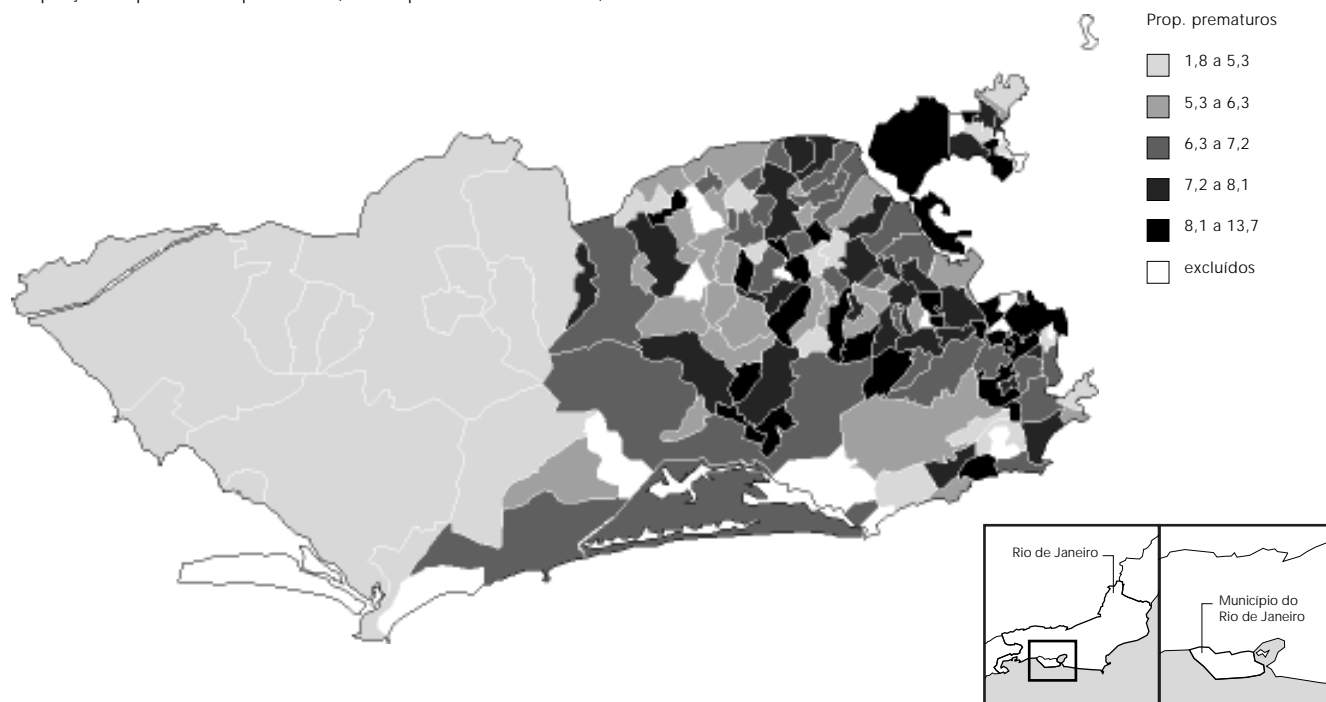 Prop. prematuros
1,8 a 5,3
5,3 a 6,3
6,3 a 7,2
7,2 a 8,1
8,1 a 13,7
excluídos
Rio de Janeiro
Município do
Rio de Janeiro